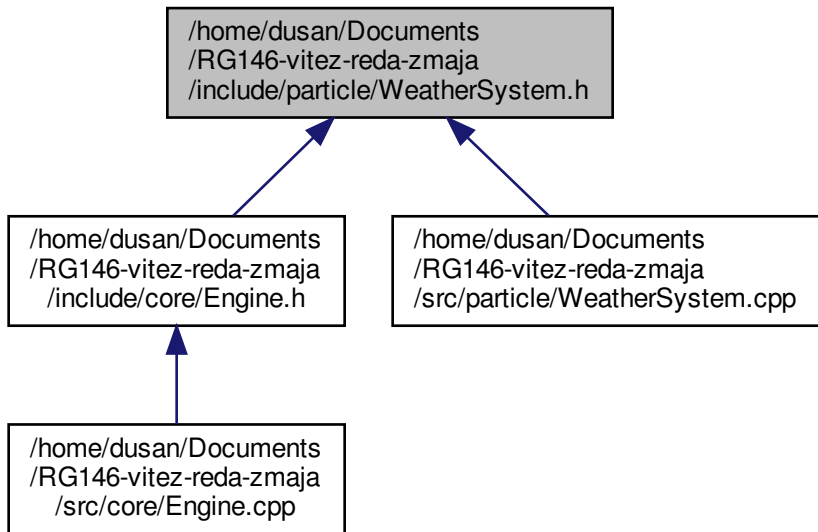 /home/dusan/Documents
/RG146-vitez-reda-zmaja
/include/particle/WeatherSystem.h
/home/dusan/Documents
/RG146-vitez-reda-zmaja
/include/core/Engine.h
/home/dusan/Documents
/RG146-vitez-reda-zmaja
/src/particle/WeatherSystem.cpp
/home/dusan/Documents
/RG146-vitez-reda-zmaja
/src/core/Engine.cpp